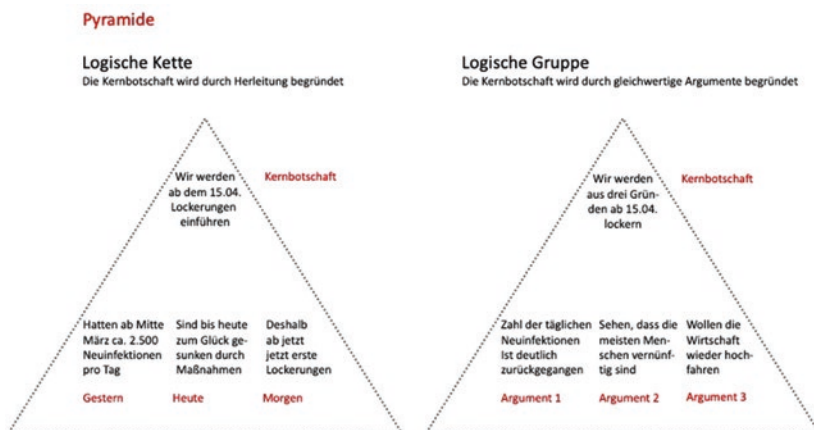 Pyramide
Logische Kette
Die Kernbotschaft wird durch Herleitung begründet
Wir werden
ab dem 15.04.
Lockerungen
einführen
Kernbotschaft
Hatten ab Mitte
März ca. 2.500
Neuinfektionen
pro Tag
Gestern
Sind bis heute
zum Glück ge-
sunken durch
Maßnahmen
Heute
Deshalb
ab jetzt
jetzt erste
Lockerungen
Morgen
Logische Gruppe
Die Kernbotschaft wird durch gleichwertige Argumente begründet
Wir werden
aus drei Grün-
den ab 15.04.
lockern
Kernbotschaft
Zahl der täglichen
Neuinfektionen
Ist deutlich
zurückgegangen
Argument 1
Sehen, dass die
meisten Men-
schen vernünf-
tig sind
Argument 2
Wollen die
Wirtschaft
wieder hoch-
fahren
Argument 3